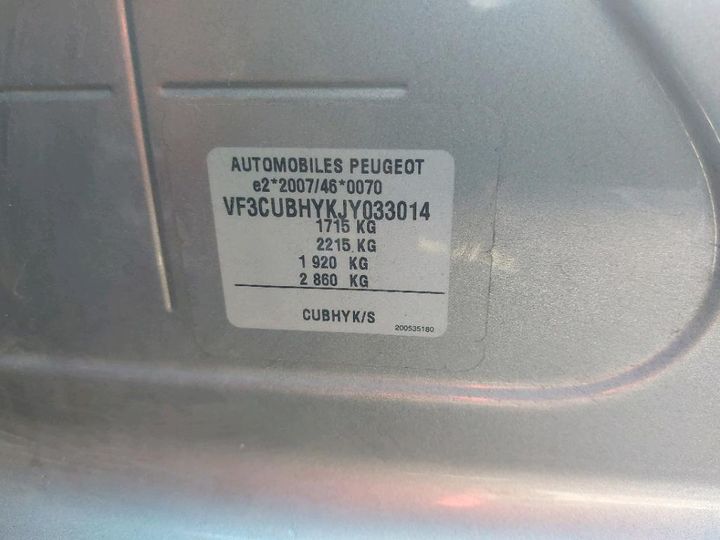 AUTOMOBILES PEUGEOT
e2*2007/46*0070
VF3CUBHYKJY033014
1715 KG
2215 KG
1 920 KG
2 860 KG
CUBHYK/S
200535180